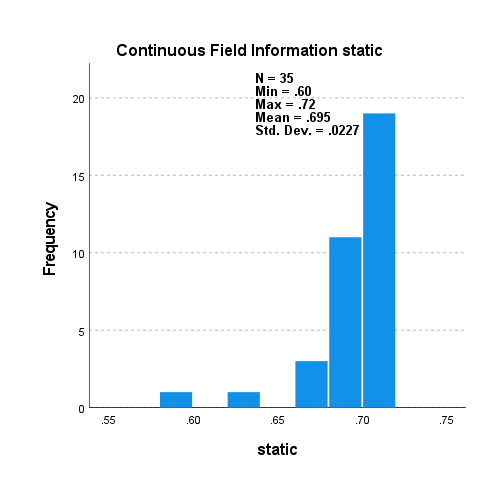 Continuous Field Information static
N = 35
Min = .60
Max = .72
Mean = .695
Std. Dev. = .0227
20
15
10
5
0
Frequency
.55 .60 .65 .70 .75
static